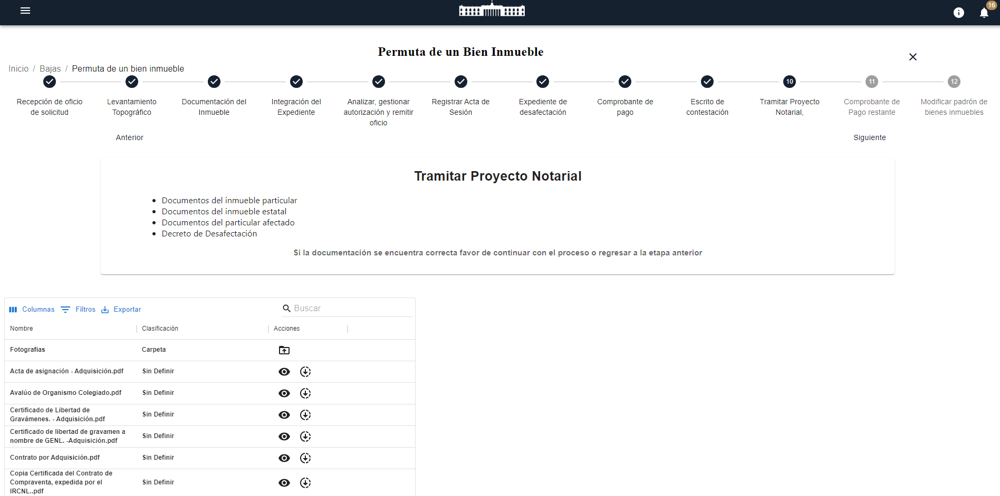 16
Permuta de un Bien Inmueble
Inicio / Bajas / Permuta de un bien inmueble
10
11
12
Recepción de oficio
de solicitud
Levantamiento
Topográfico
Documentación del
Inmueble
Integración del
Expediente
Analizar, gestionar
autorización y remitir
oficio
Registrar Acta de
Sesión
Expediente de
desafectación
Comprobante de
pago
Escrito de
contestación
Tramitar Proyecto
Notarial,
Comprobante de
Pago restante
Modificar padrón de
bienes inmuebles
Anterior
Siguiente
Tramitar Proyecto Notarial
Documentos del inmueble particular
Documentos del inmueble estatal
Documentos del particular afectado
Decreto de Desafectación
Si la documentación se encuentra correcta favor de continuar con el proceso o regresar a la etapa anterior
Columnas Filtros Exportar Buscar
Nombre Clasificación Acciones
Fotografias Carpeta
Acta de asignación - Adquisición.pdf Sin Definir
Avalúo de Organismo Colegiado.pdf Sin Definir
Certificado de Libertad de
Gravámenes. - Adquisición.pdf
Sin Definir
Certificado de libertad de gravamen a
nombre de GENL. -Adquisición.pdf
Sin Definir
Contrato por Adquisición.pdf Sin Definir
Copia Certificada del Contrato de
Compraventa, expedida por el
IRCNL..pdf
Sin Definir